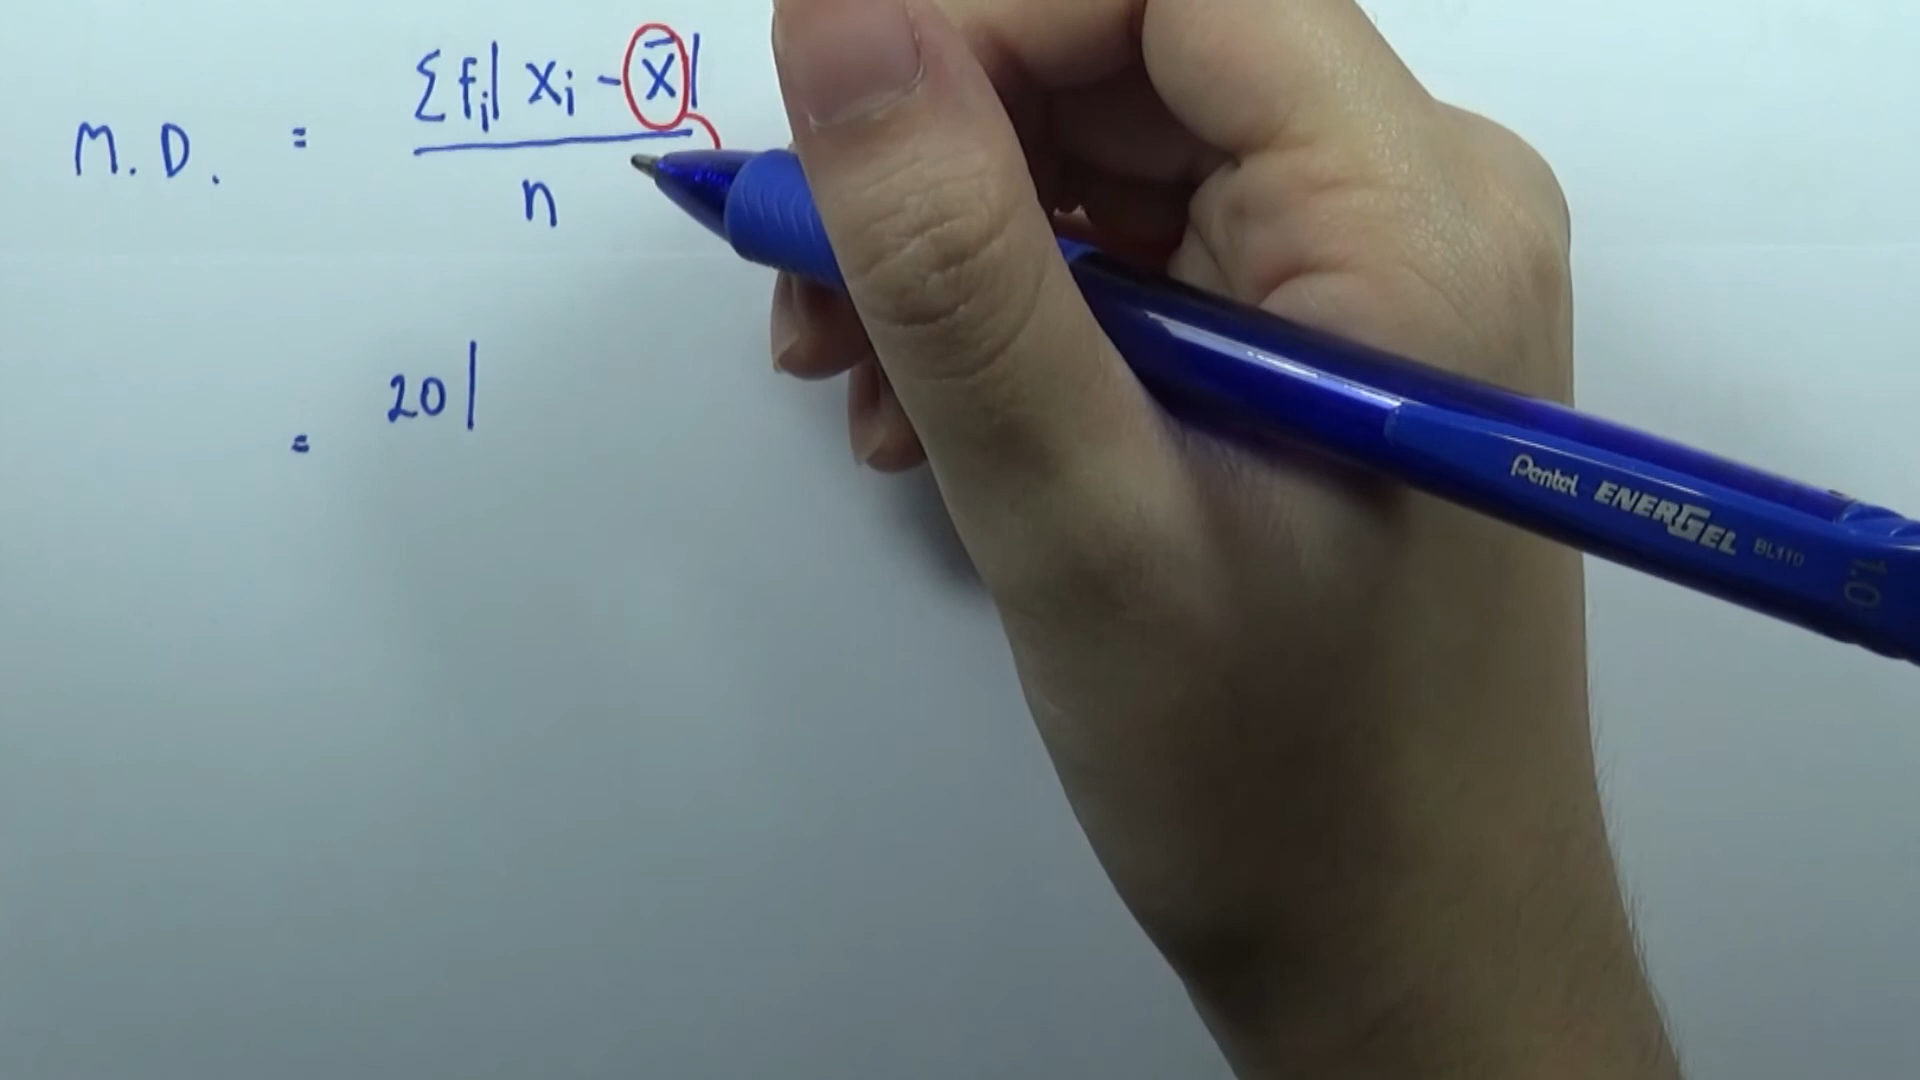 M.D. = Σfi| xi - x̄|
n
= 20|
Pentel ENERGEL BL110 1.0